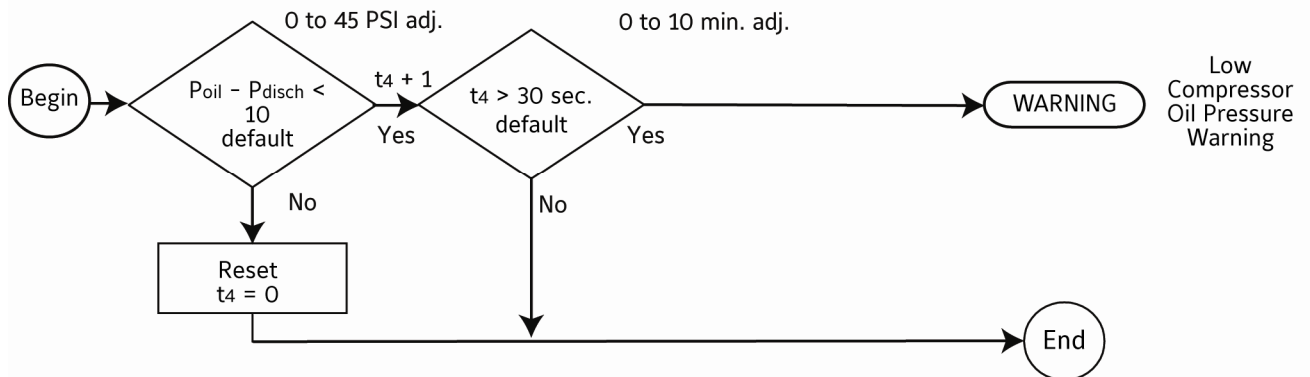 0 to 45 PSI adj.
0 to 10 min. adj.
Begin
Poil - Pdisch <
10
default
t4 + 1
Yes
t4 > 30 sec.
default
Yes
WARNING
Low
Compressor
Oil Pressure
Warning
No
No
Reset
t4 = 0
End